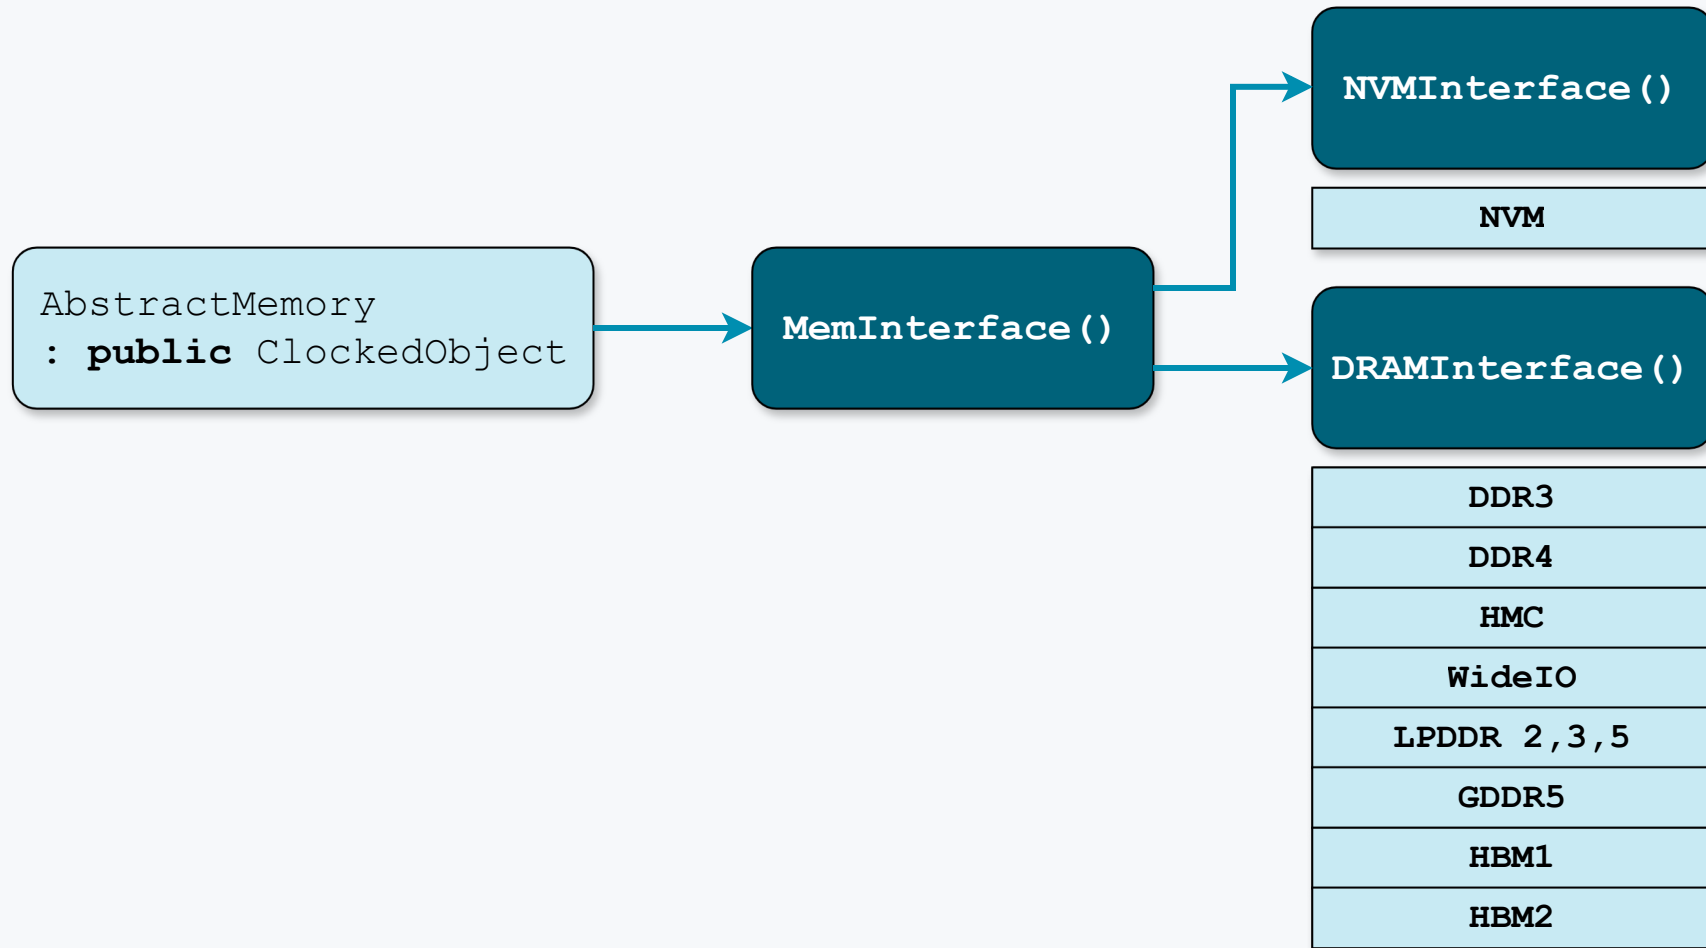 NVMInterface()
NVM
AbstractMemory
: public ClockedObject
MemInterface()
DRAMInterface()
DDR3
DDR4
HMC
WideIO
LPDDR 2,3,5
GDDR5
HBM1
HBM2